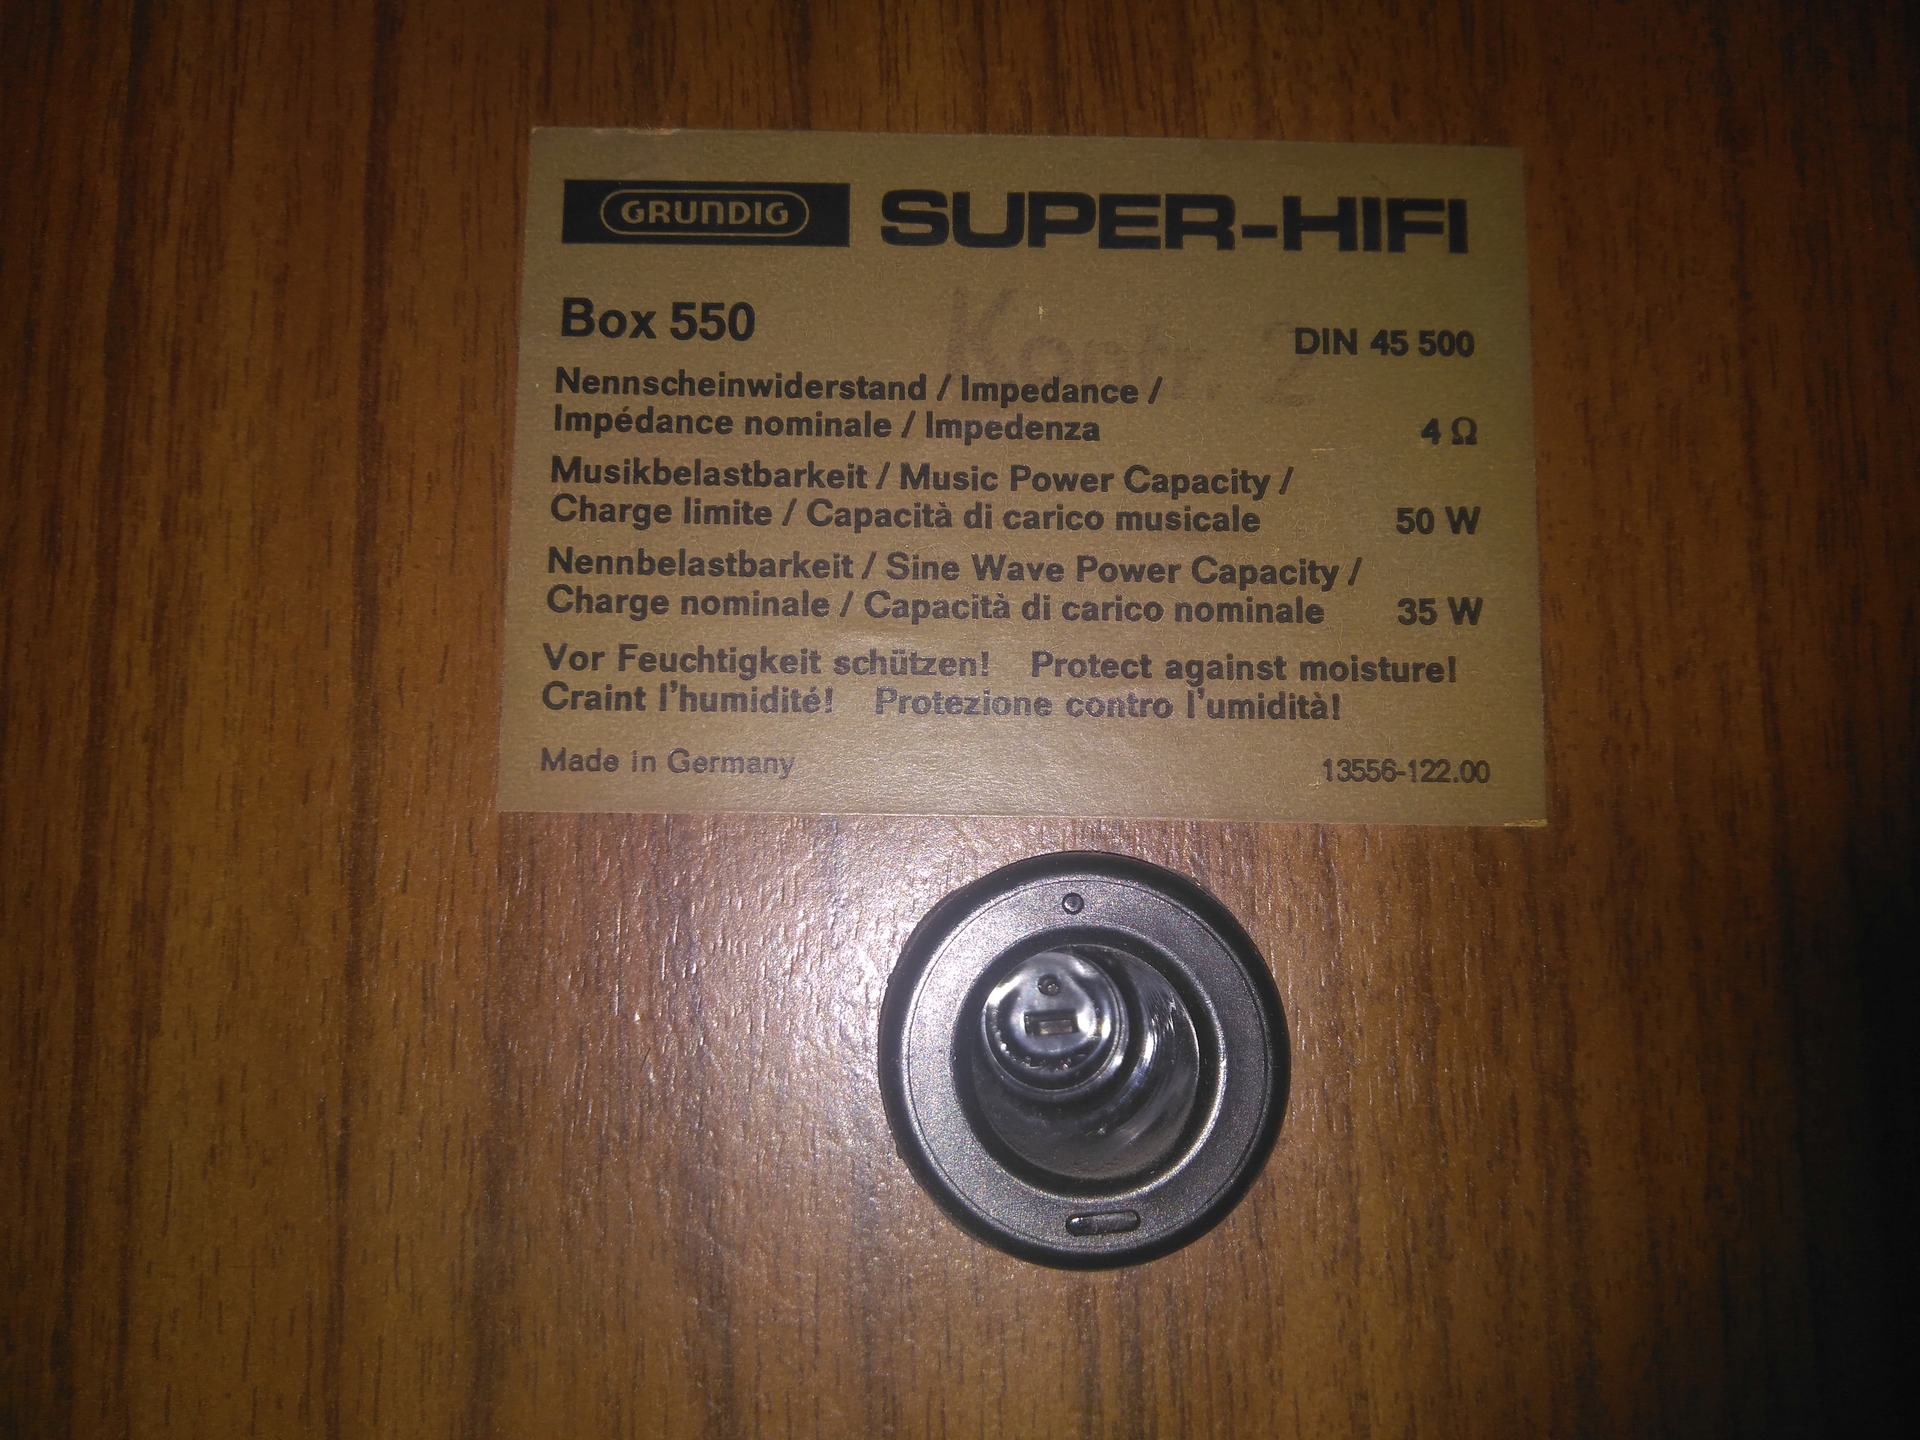 GRUNDIG SUPER-HIFI
Box 550
DIN 45 500
Nennscheinwiderstand / Impedance /
Impédance nominale / Impedenza 4 Ω
Musikbelastbarkeit / Music Power Capacity /
Charge limite / Capacità di carico musicale 50 W
Nennbelastbarkeit / Sine Wave Power Capacity /
Charge nominale / Capacità di carico nominale 35 W
Vor Feuchtigkeit schützen! Protect against moisture!
Craint l'humidité! Protezione contro l'umidità!
Made in Germany 13556-122.00